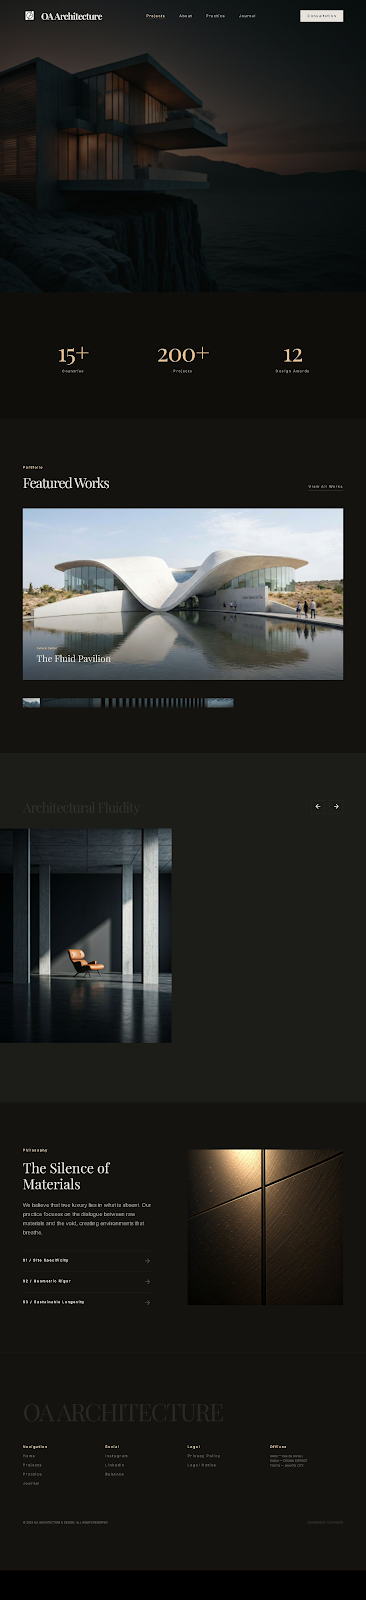 OA Architecture
Projects About Practice Journal
Consultation
15+ 200+ 12
Countries Projects Design Awards
Portfolio
Featured Works
View All Works
The Fluid Pavilion
Architectural Fluidity
← →
Philosophy
The Silence of
Materials
We believe that true luxury lies in what is absent. Our
practice focuses on the dialogue between raw
materials and the void, creating environments that
breathe.
01 / Site Specificity →
02 / Geometric Rigor →
03 / Sustainable Longevity →
OA ARCHITECTURE
Navigation Social Legal Offices
Home Instagram Privacy Policy
Projects LinkedIn Legal Notice
Practice Behance
Journal